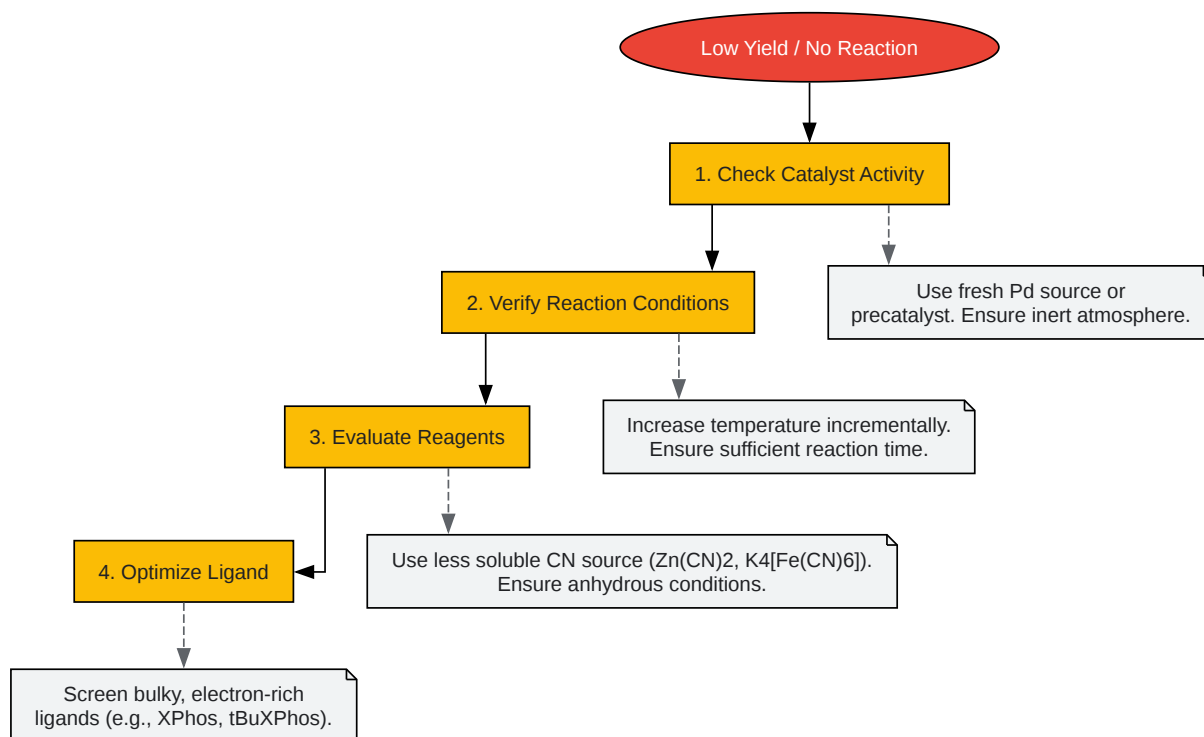 Low Yield / No Reaction
1. Check Catalyst Activity
Use fresh Pd source or
precatalyst. Ensure inert atmosphere.
2. Verify Reaction Conditions
Increase temperature incrementally.
Ensure sufficient reaction time.
3. Evaluate Reagents
Use less soluble CN source (Zn(CN)2, K4[Fe(CN)6]).
Ensure anhydrous conditions.
4. Optimize Ligand
Screen bulky, electron-rich
ligands (e.g., XPhos, tBuXPhos).